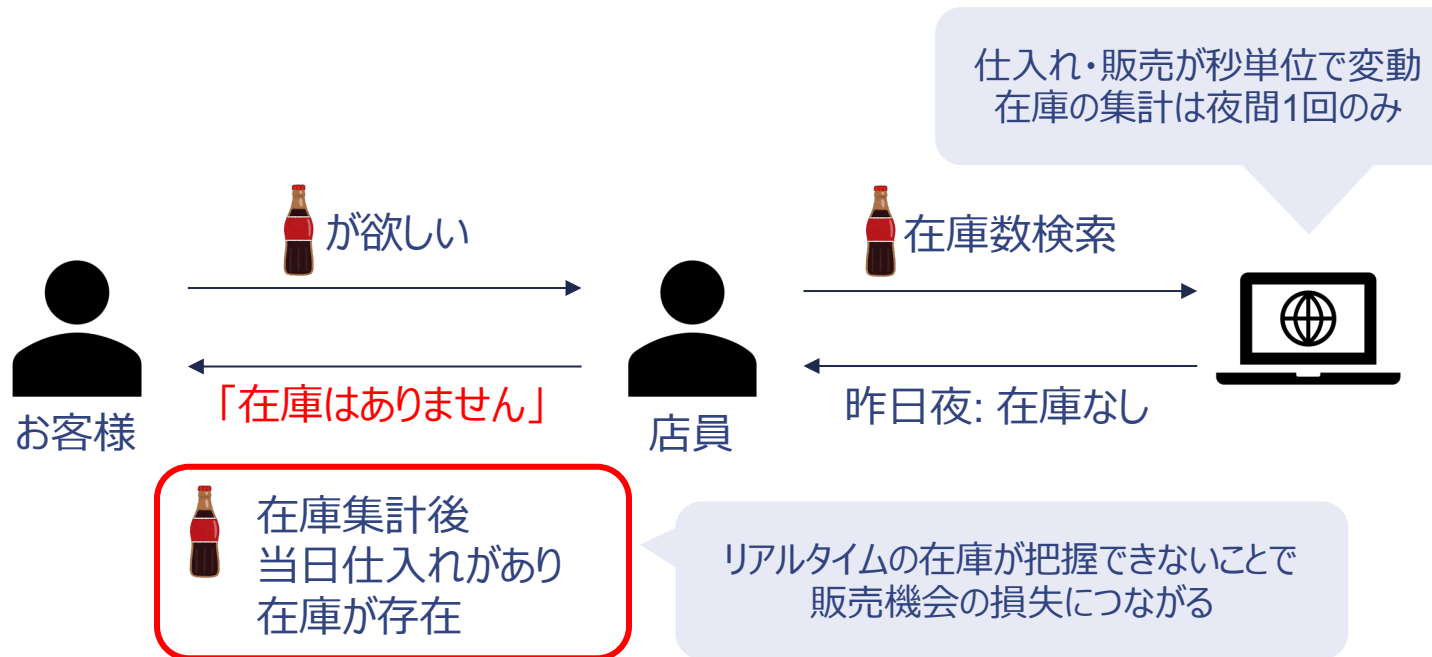 仕入れ・販売が秒単位で変動
在庫の集計は夜間1回のみ
が欲しい
在庫数検索
「在庫はありません」
昨日夜: 在庫なし
お客様
店員
在庫集計後
当日仕入れがあり
在庫が存在
リアルタイムの在庫が把握できないことで
販売機会の損失につながる